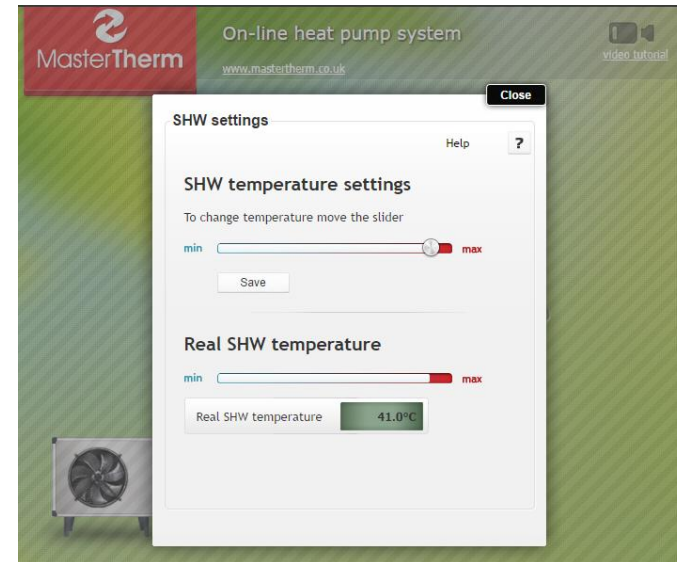 MasterTherm
On-line heat pump system
www.mastertherm.co.uk
video tutorial
Close
SHW settings
Help ?
SHW temperature settings
To change temperature move the slider
min max
Save
Real SHW temperature
min max
Real SHW temperature 41.0°C